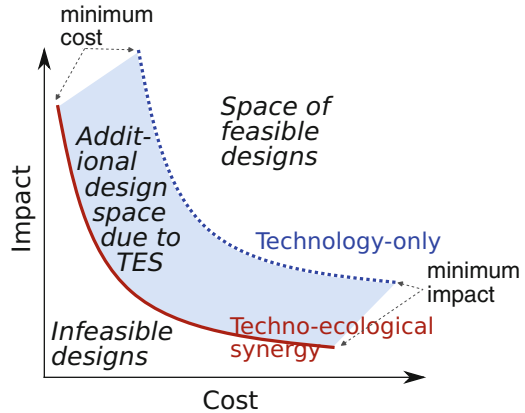 minimum
cost
Space of
feasible
designs
Addit-
ional
design
space
due to
TES
Impact
Technology-only
minimum
impact
Techno-ecological
synergy
Infeasible
designs
Cost